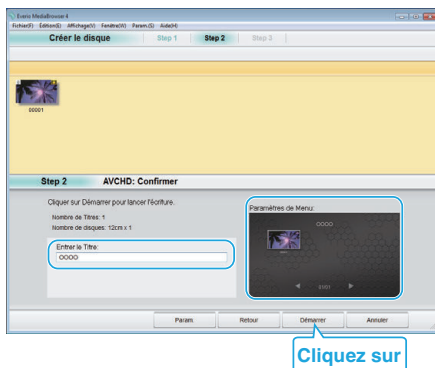 Everio MediaBrowser 4
Fichier(F) Edition(E) Affichage(V) Fenêtre(W) Param.(S) Aide(H)
Créer le disque Step 1 Step 2 Step 3
00001
Step 2 AVCHD: Confirmer
Cliquer sur Démarrer pour lancer l'écriture.
Nombre de Titres: 1
Nombre de disques: 12cm x 1
Entrer le Titre:
OOOO
Paramètres de Menu:
OOOO
01/01
Param Retour Démarrer Annuler
Cliquez sur